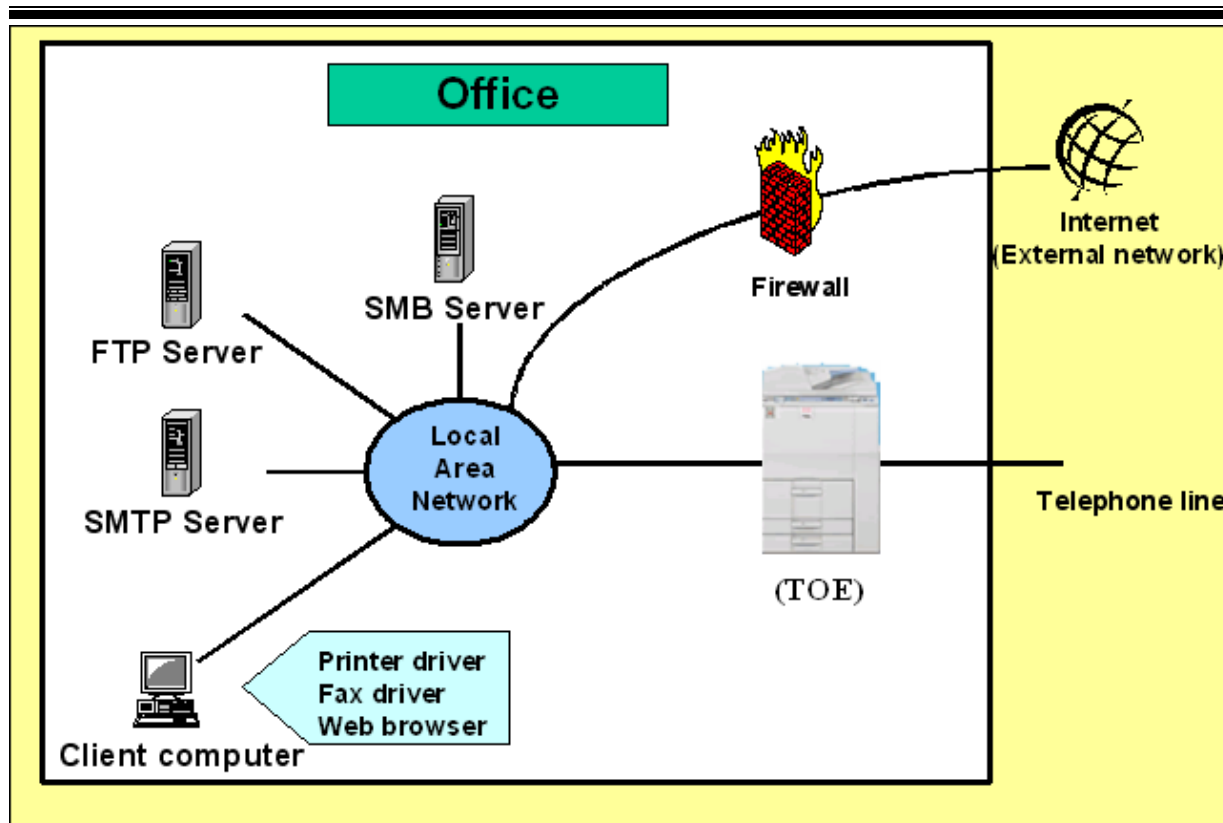 Office
Internet
(External network)
Firewall
SMB Server
FTP Server
Local
Area
Network
SMTP Server
Telephone line
(TOE)
Printer driver
Fax driver
Web browser
Client computer